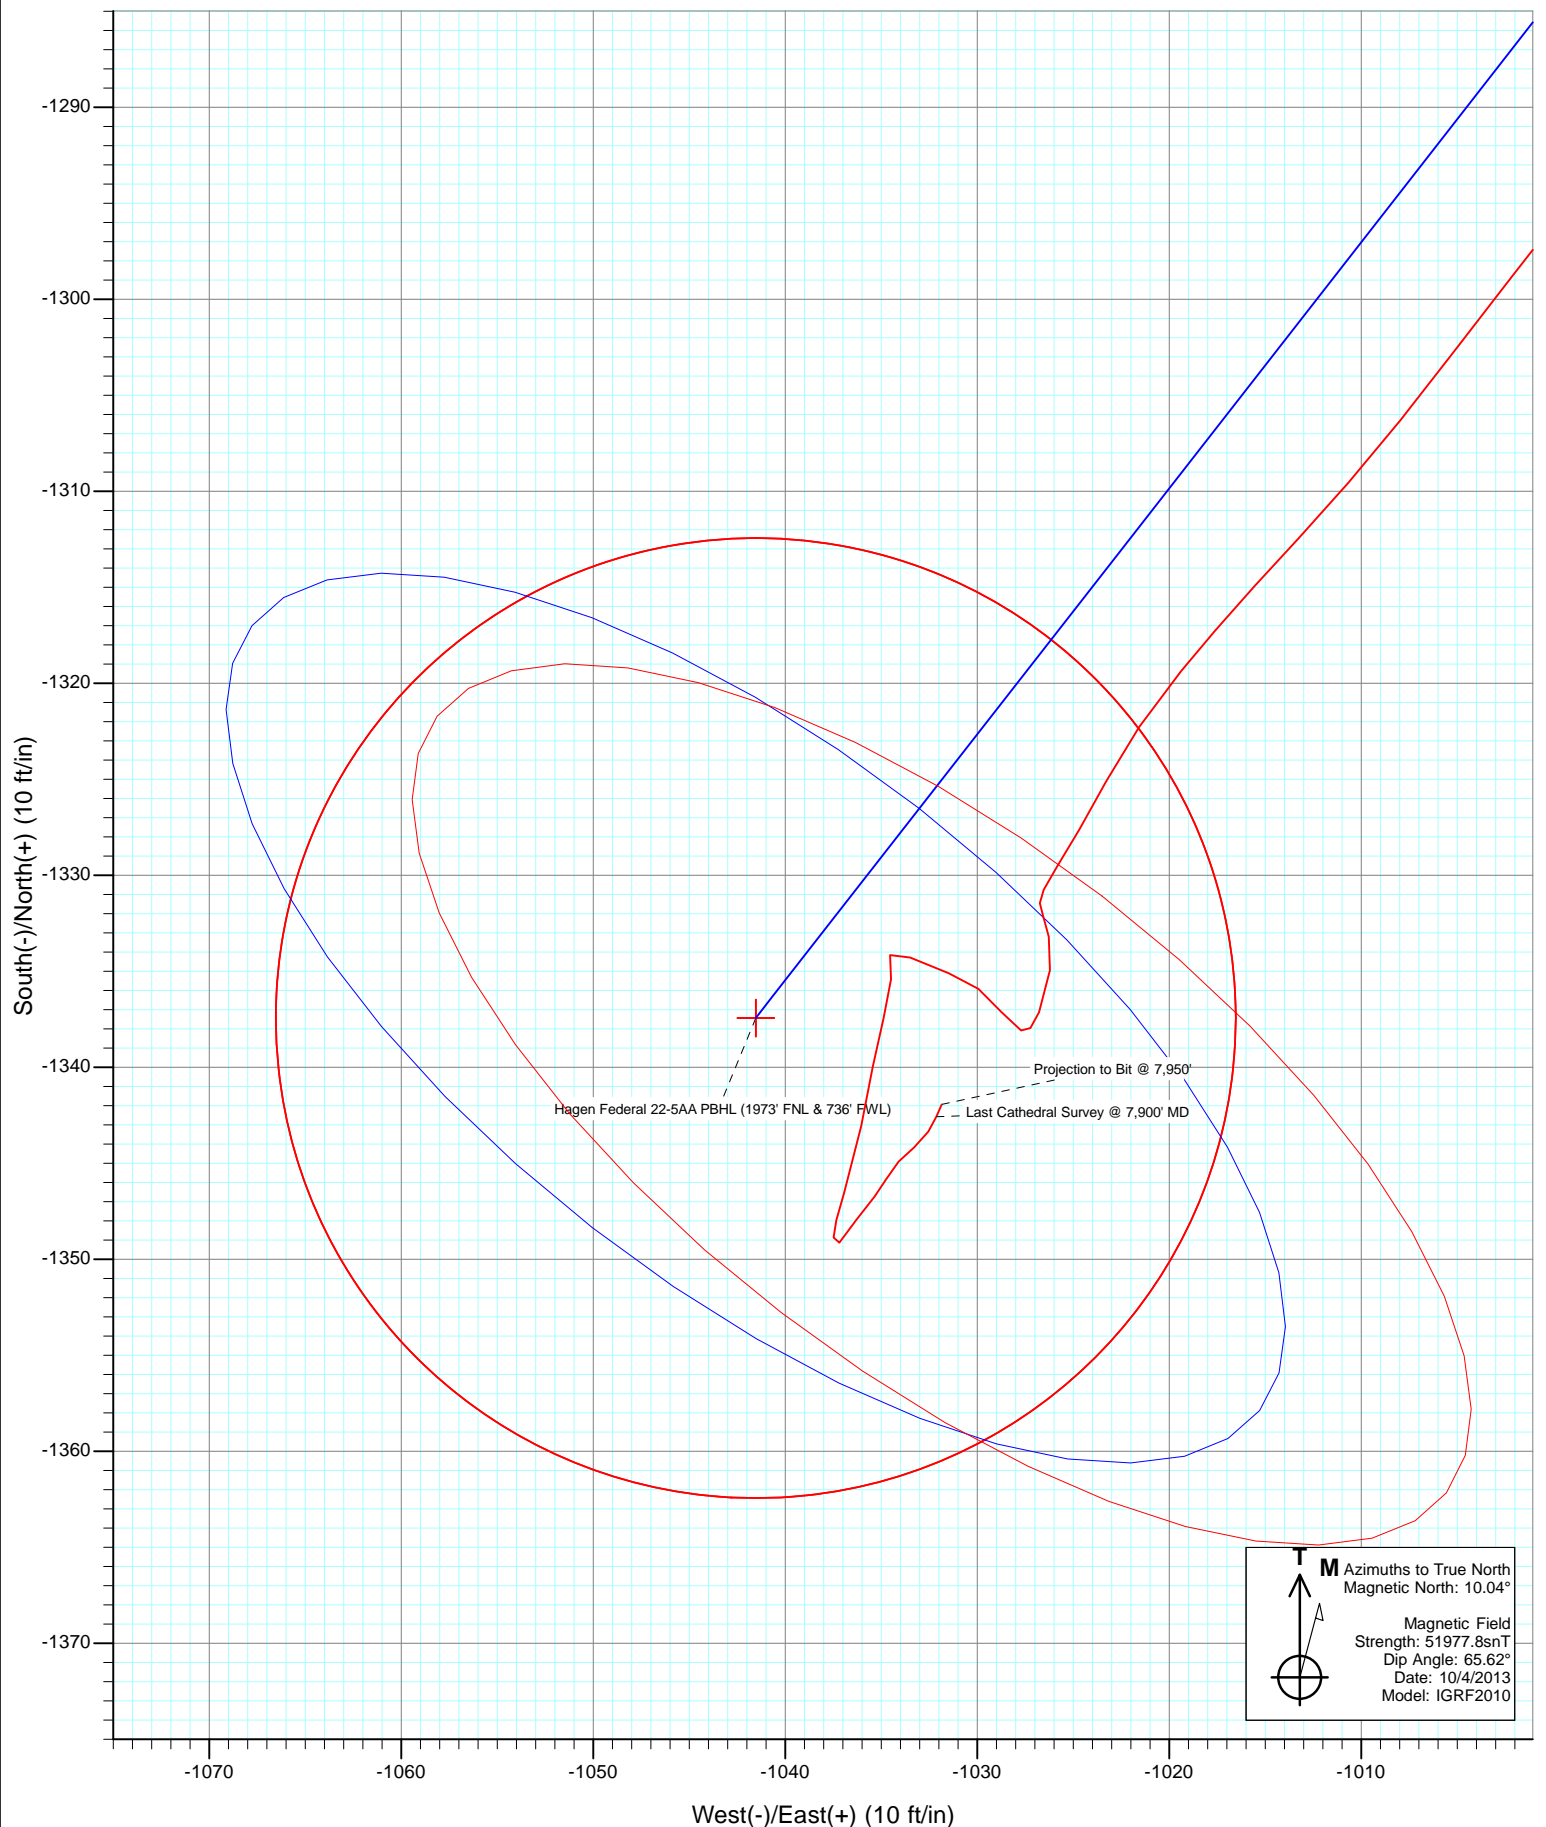 -1290
-1300
-1310
-1320
-1330
-1340
-1350
-1360
-1370
South(-)/North(+) (10 ft/in)
Projection to Bit @ 7,950'
Hagen Federal 22-5AA PBHL (1973' FNL & 736' FWL)
Last Cathedral Survey @ 7,900' MD
T
M
Azimuths to True North
Magnetic North: 10.04°
Magnetic Field
Strength: 51977.8snT
Dip Angle: 65.62°
Date: 10/4/2013
Model: IGRF2010
-1070
-1060
-1050
-1040
-1030
-1020
-1010
West(-)/East(+) (10 ft/in)